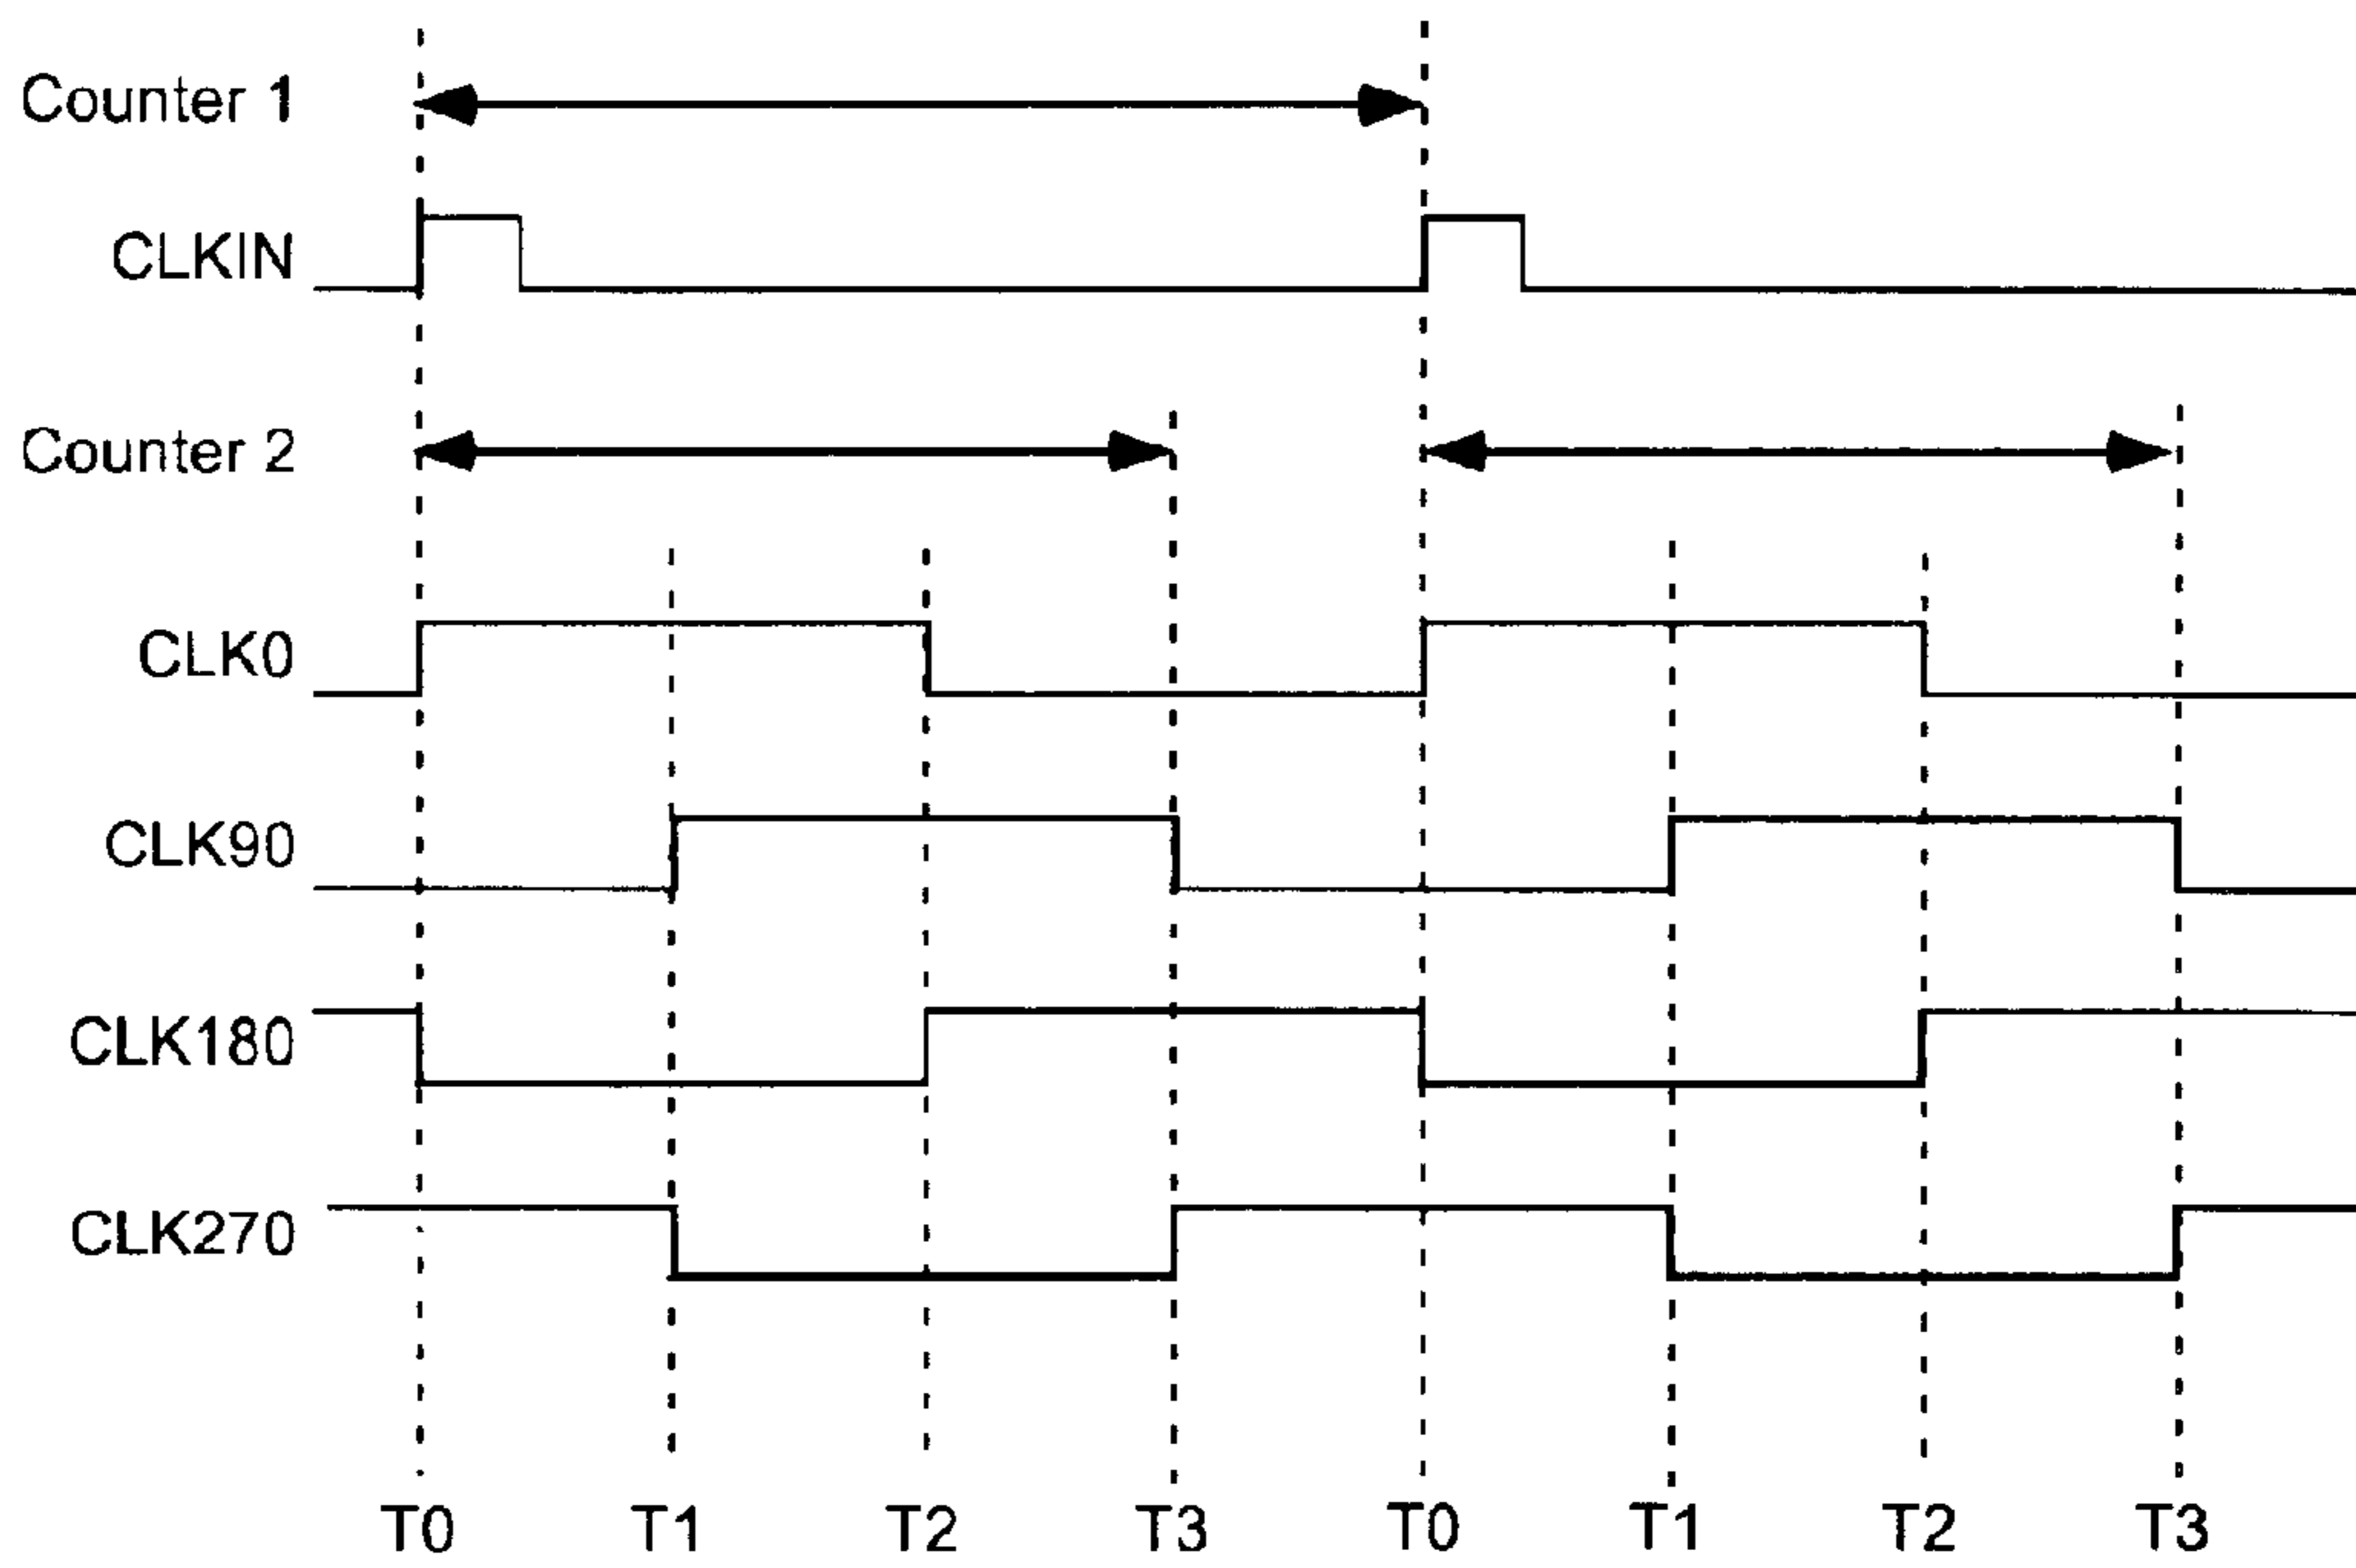 Counter 1
CLKIN
Counter 2
CLK0
CLK90
CLK180
CLK270
T0 T1 T2 T3 T0 T1 T2 T3